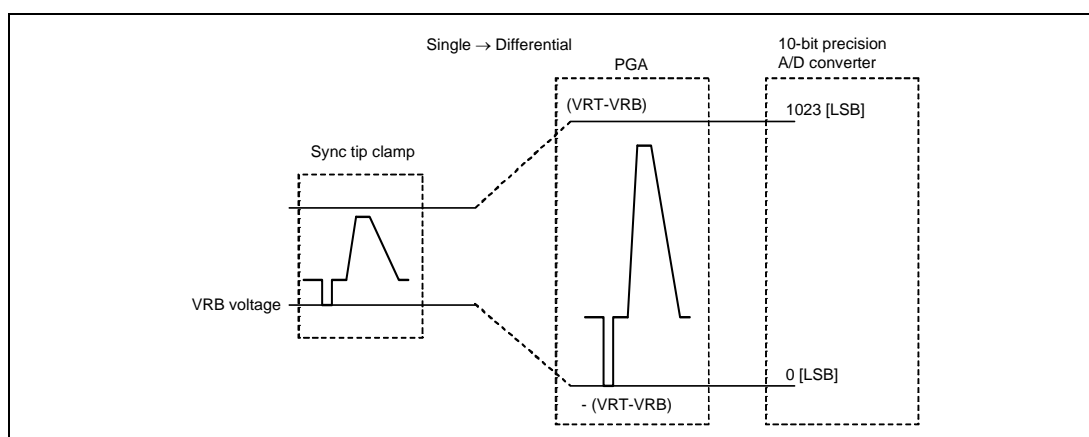 Single → Differential
PGA
10-bit precision
A/D converter
(VRT-VRB)
1023 [LSB]
Sync tip clamp
VRB voltage
0 [LSB]
- (VRT-VRB)